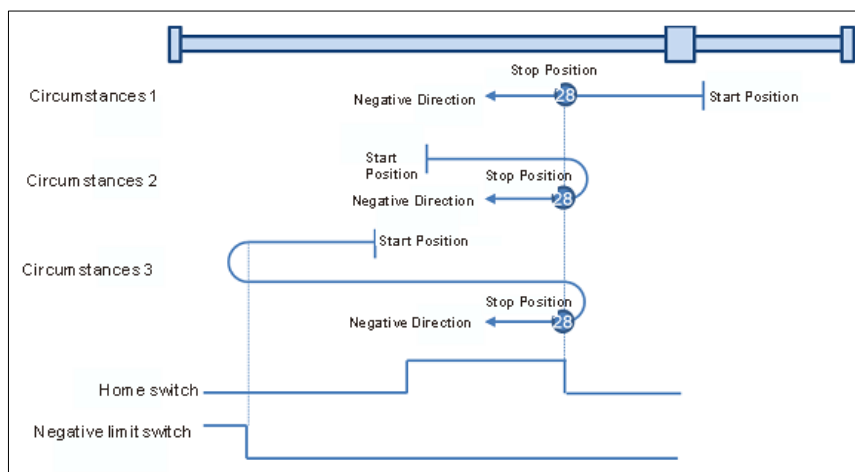 Stop Position
Circumstances 1
Negative Direction
28
Start Position
Start
Position
Circumstances 2
Stop Position
Negative Direction
28
Start Position
Circumstances 3
Stop Position
Negative Direction
28
Home switch
Negative limit switch